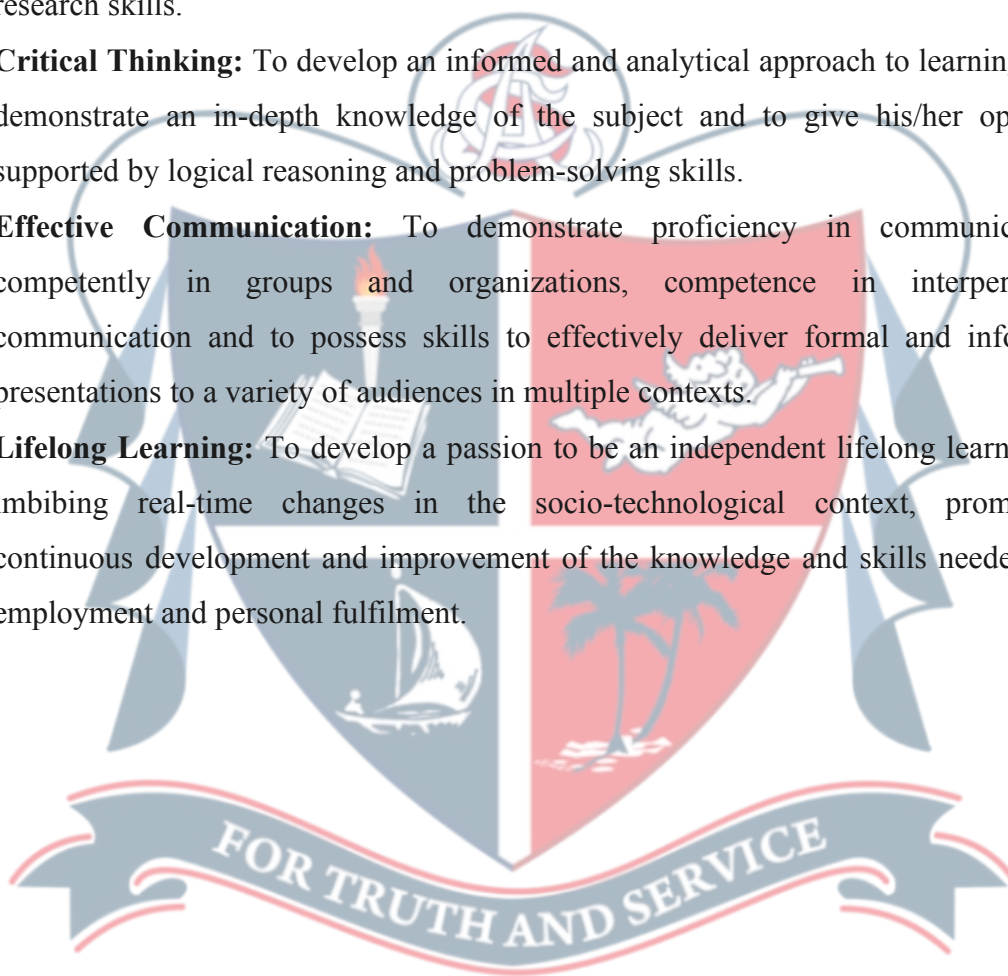 research skills.
Critical Thinking: To develop an informed and analytical approach to learnin
demonstrate an in-depth knowledge of the subject and to give his/her op
supported by logical reasoning and problem-solving skills.
Effective Communication: To demonstrate proficiency in communic
competently in groups and organizations, competence in interper
communication and to possess skills to effectively deliver formal and info
presentations to a variety of audiences in multiple contexts.
Lifelong Learning: To develop a passion to be an independent lifelong learn
imbibing real-time changes in the socio-technological context, prom
continuous development and improvement of the knowledge and skills neede
employment and personal fulfilment.
FOR TRUTH AND SERVICE